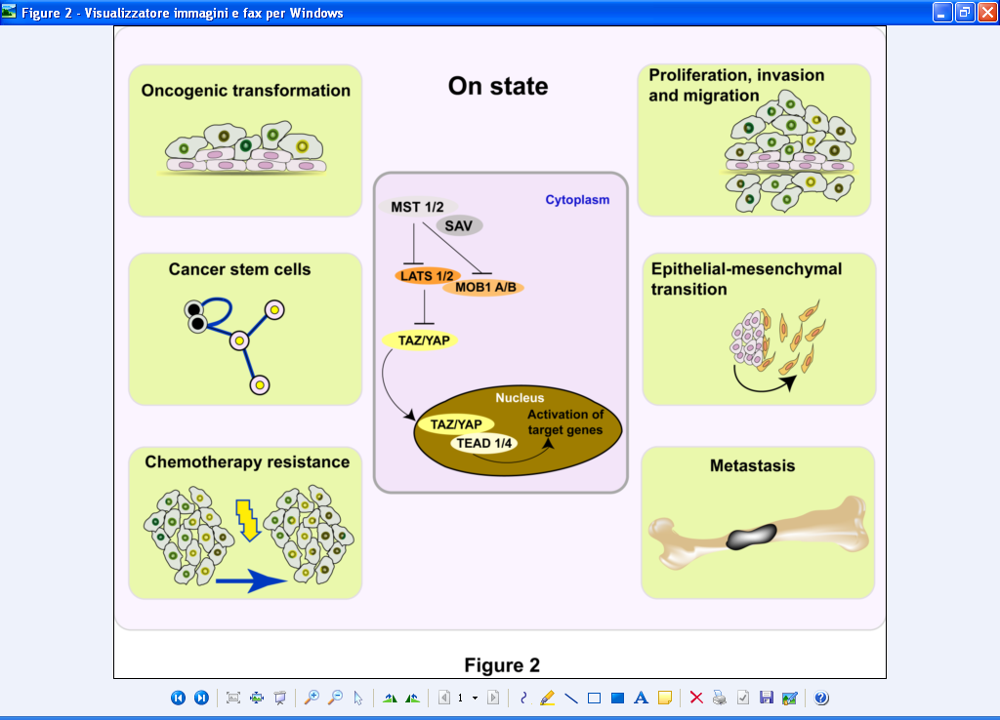 Figure 2 - Visualizzatore immagini e fax per Windows
On state
Oncogenic transformation
Proliferation, invasion
and migration
Cancer stem cells
Epithelial-mesenchymal
transition
Chemotherapy resistance
Metastasis
Cytoplasm
MST 1/2
SAV
LATS 1/2
MOB1 A/B
TAZ/YAP
Nucleus
TAZ/YAP
Activation of
target genes
TEAD 1/4
Figure 2
1
A